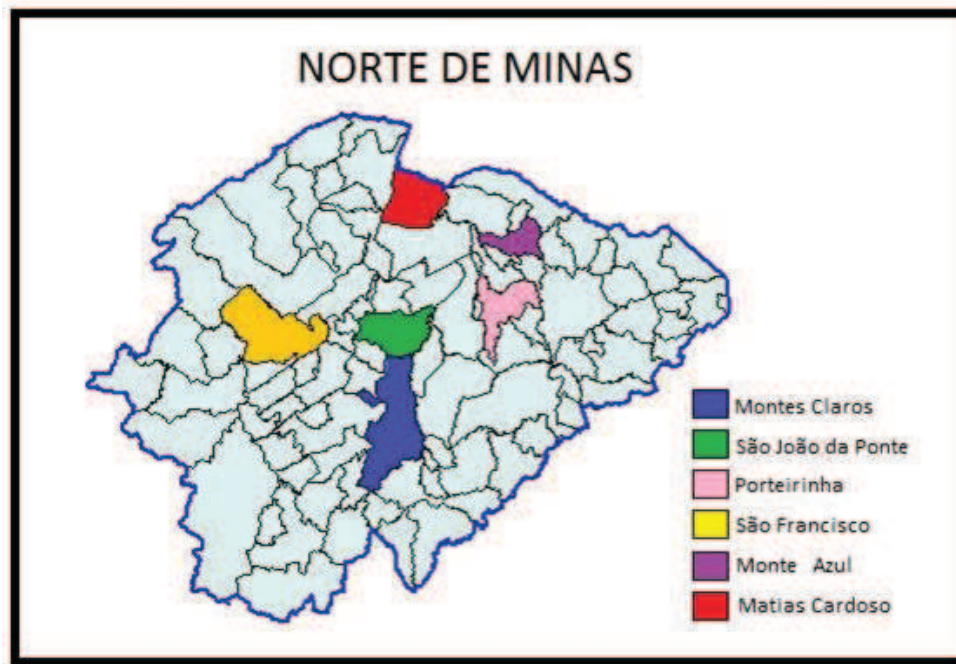 NORTE DE MINAS
Montes Claros
São João da Ponte
Porteirinha
São Francisco
Monte Azul
Matias Cardoso